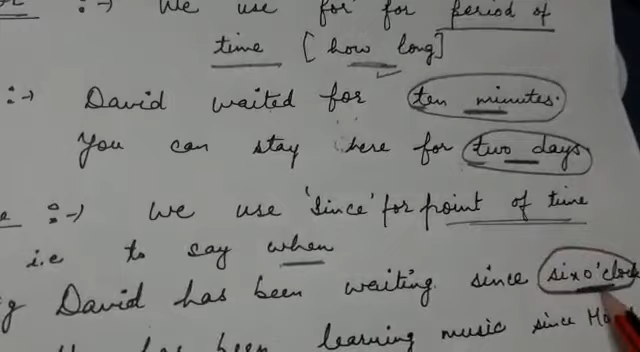 :→ We use for for period of
time [how long]
:→ David waited for ten minutes.
You can stay here for two days
:→ We use 'since' for point of time
i.e to say when
David has been waiting since six o'clock
been learning music since